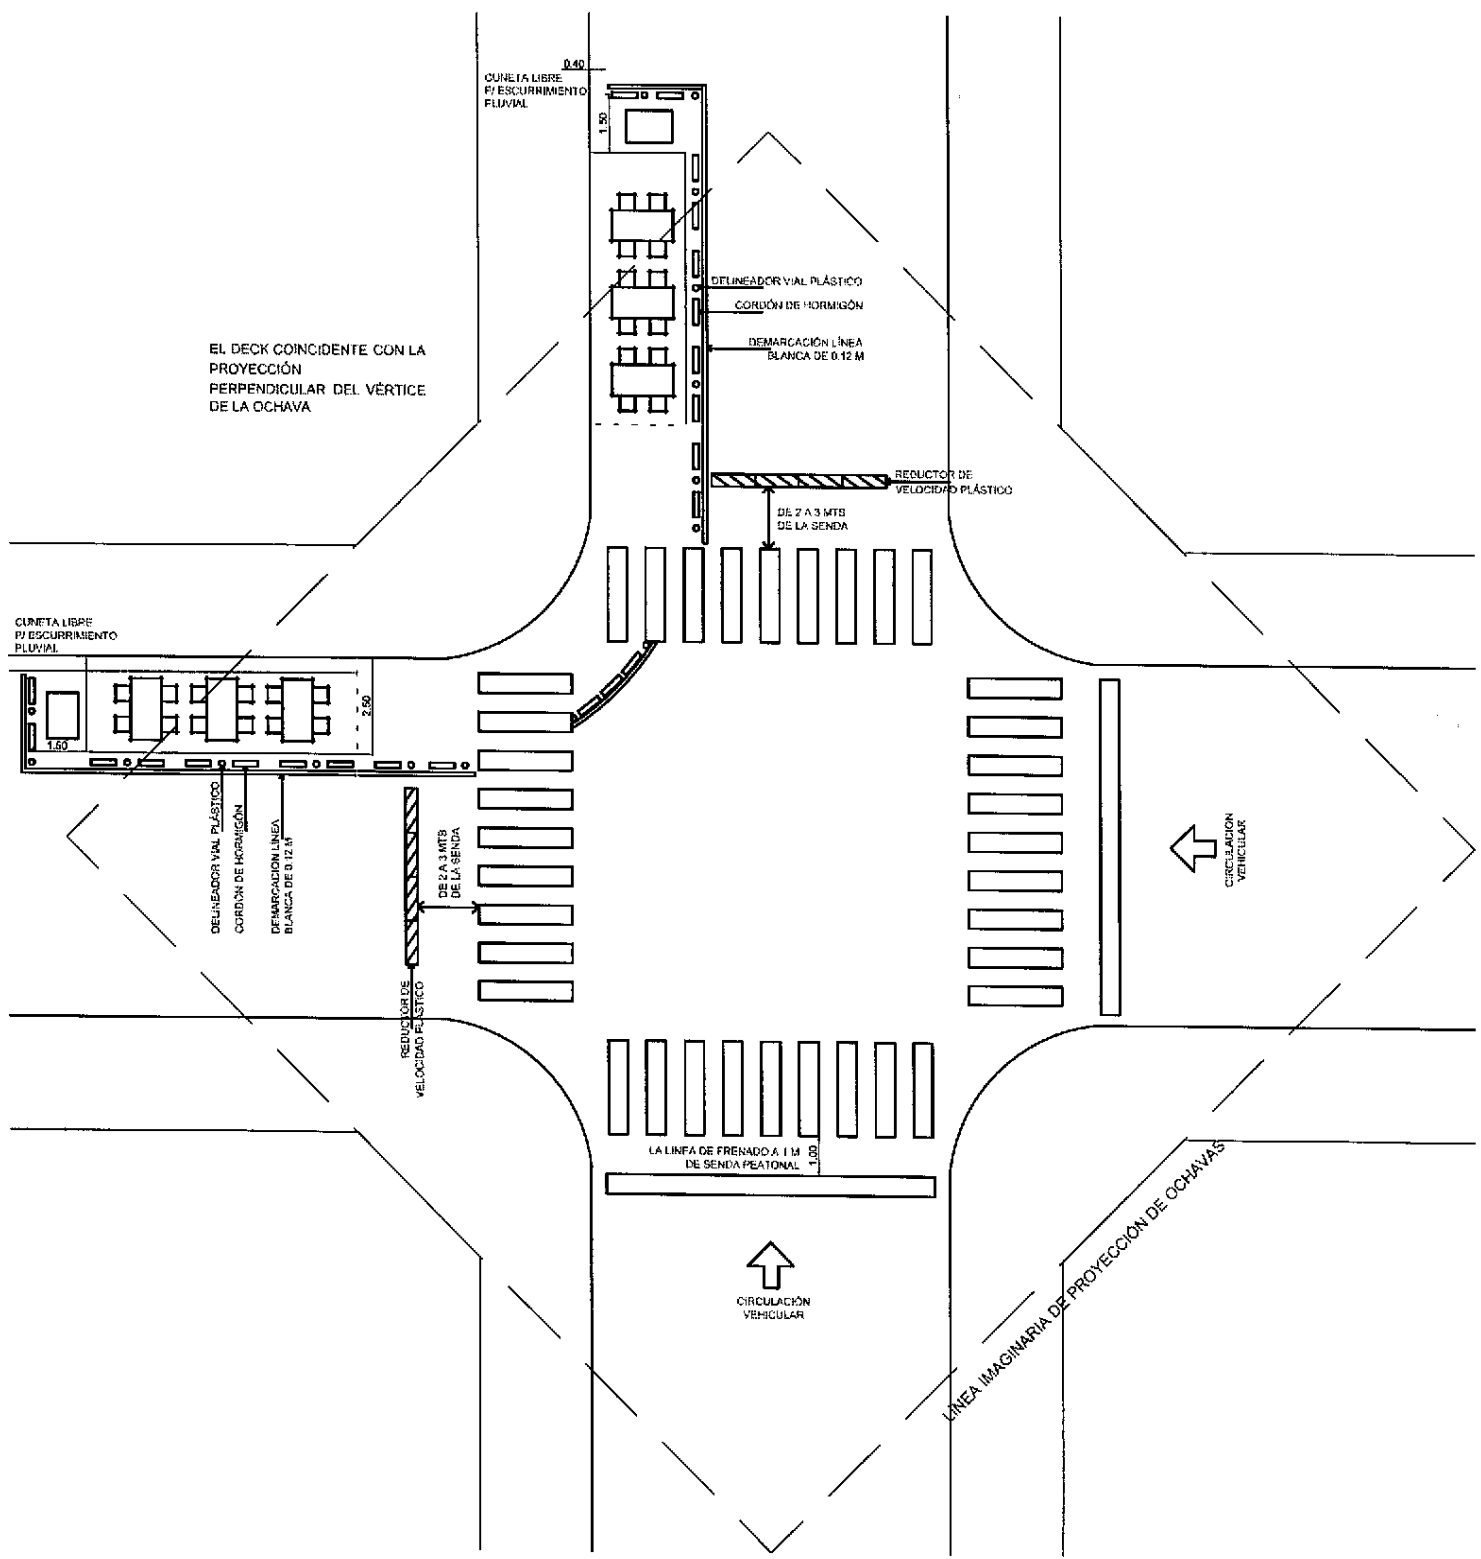 0.40
CUNETA LIBRE
P/ ESCURRIMIENTO
PLUVIAL
1.50
DELINEADOR VIAL PLÁSTICO
CORDÓN DE HORMIGÓN
DEMARCACIÓN LÍNEA
BLANCA DE 0.12 M
EL DECK COINCIDENTE CON LA
PROYECCIÓN
PERPENDICULAR DEL VÉRTICE
DE LA OCHAVA
REDUCTOR DE
VELOCIDAD PLÁSTICO
DE 2 A 3 MTS
DE LA SENDA
CUNETA LIBRE
P/ ESCURRIMIENTO
PLUVIAL
2.50
1.50
DELINEADOR VIAL PLÁSTICO
CORDÓN DE HORMIGÓN
DEMARCACIÓN LÍNEA
BLANCA DE 0.12 M
DE 2 A 3 MTS
DE LA SENDA
REDUCTOR DE
VELOCIDAD PLÁSTICO
CIRCULACIÓN
VEHICULAR
LA LÍNEA DE FRENADO A 1 M
DE SENDA PEATONAL
1.00
CIRCULACIÓN
VEHICULAR
LÍNEA IMAGINARIA DE PROYECCIÓN DE OCHAVAS